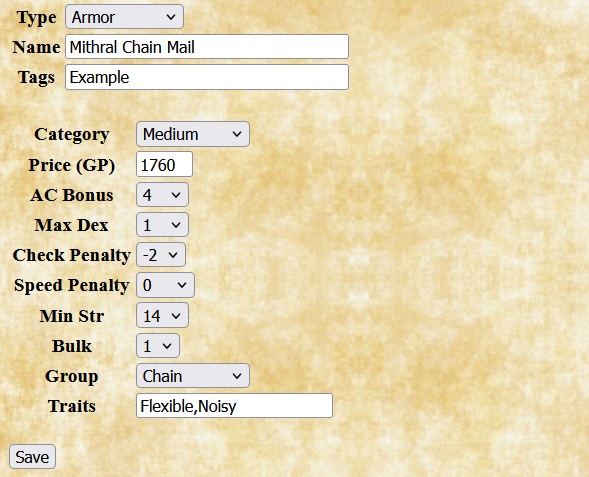 Type Armor
Name Mithral Chain Mail
Tags Example
Category Medium
Price (GP) 1760
AC Bonus 4
Max Dex 1
Check Penalty -2
Speed Penalty 0
Min Str 14
Bulk 1
Group Chain
Traits Flexible,Noisy
Save